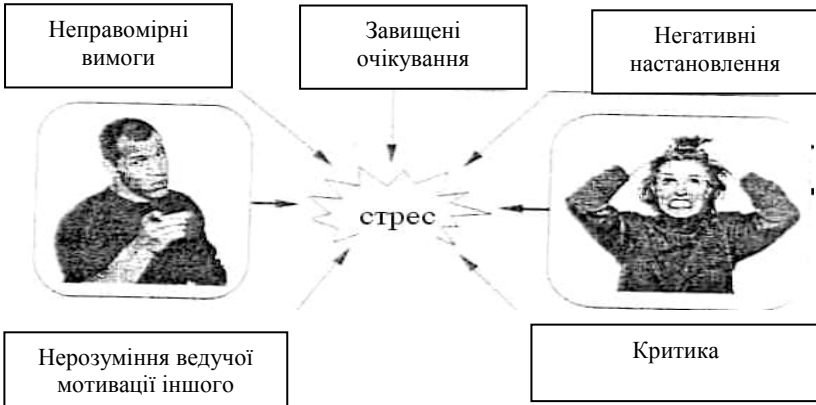 Неправомірні
вимоги
Завищені
очікування
Негативні
настановлення
стрес
Нерозуміння ведучої
мотивації іншого
Критика